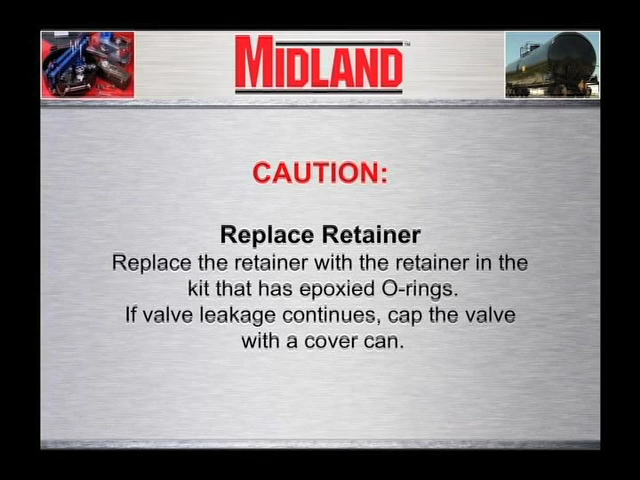 MIDLAND™
CAUTION:
Replace Retainer
Replace the retainer with the retainer in the
kit that has epoxied O-rings.
If valve leakage continues, cap the valve
with a cover can.